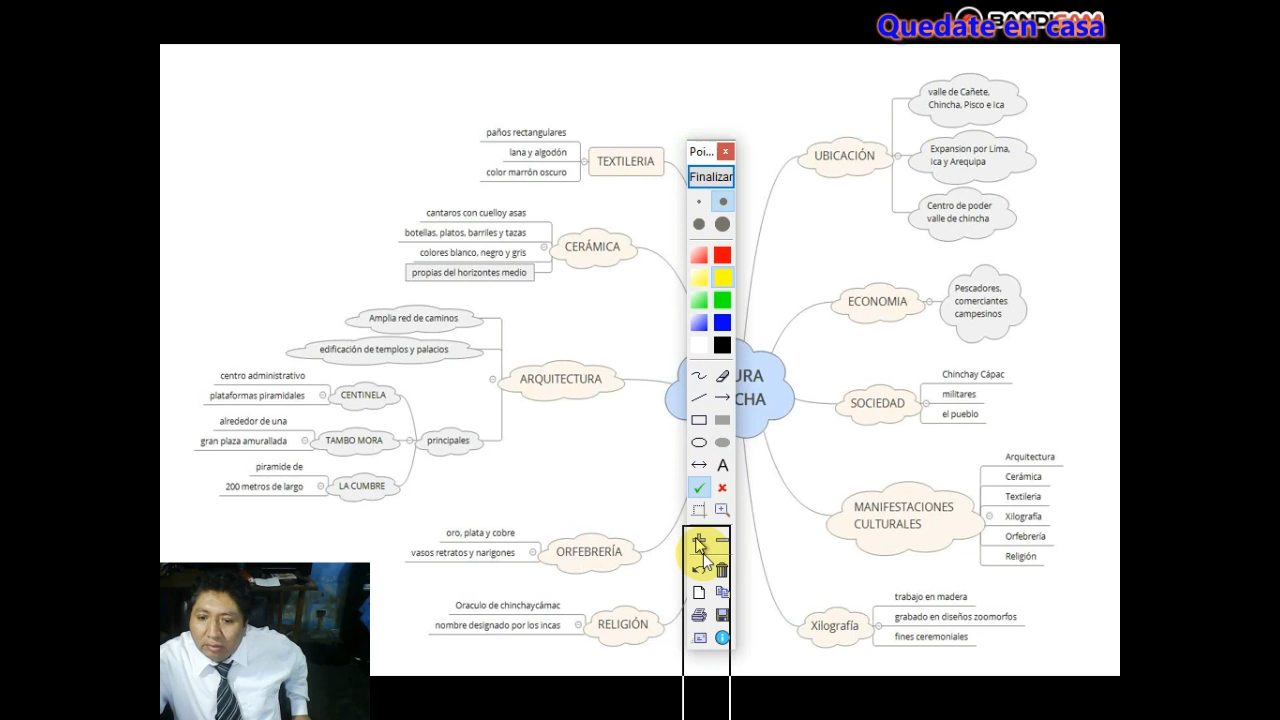 BANDICAM
Quedate en casa
paños rectangulares
lana y algodón
color marrón oscuro
TEXTILERIA
cantaros con cuelloy asas
botellas, platos, barriles y tazas
colores blanco, negro y gris
propias del horizontes medio
CERÁMICA
Amplia red de caminos
edificación de templos y palacios
centro administrativo
plataformas piramidales
CENTINELA
alrededor de una
gran plaza amurallada
TAMBO MORA
piramide de
200 metros de largo
LA CUMBRE
principales
ARQUITECTURA
oro, plata y cobre
vasos retratos y narigones
ORFEBRERÍA
Oraculo de chinchaycámac
nombre designado por los incas
RELIGIÓN
Poi...
Finalizar
A
URA
CHA
UBICACIÓN
valle de Cañete,
Chincha, Pisco e Ica
Expansion por Lima,
Ica y Arequipa
Centro de poder
valle de chincha
ECONOMIA
Pescadores,
comerciantes
campesinos
SOCIEDAD
Chinchay Cápac
militares
el pueblo
MANIFESTACIONES
CULTURALES
Arquitectura
Cerámica
Textileria
Xilografía
Orfebrería
Religión
Xilografía
trabajo en madera
grabado en diseños zoomorfos
fines ceremoniales